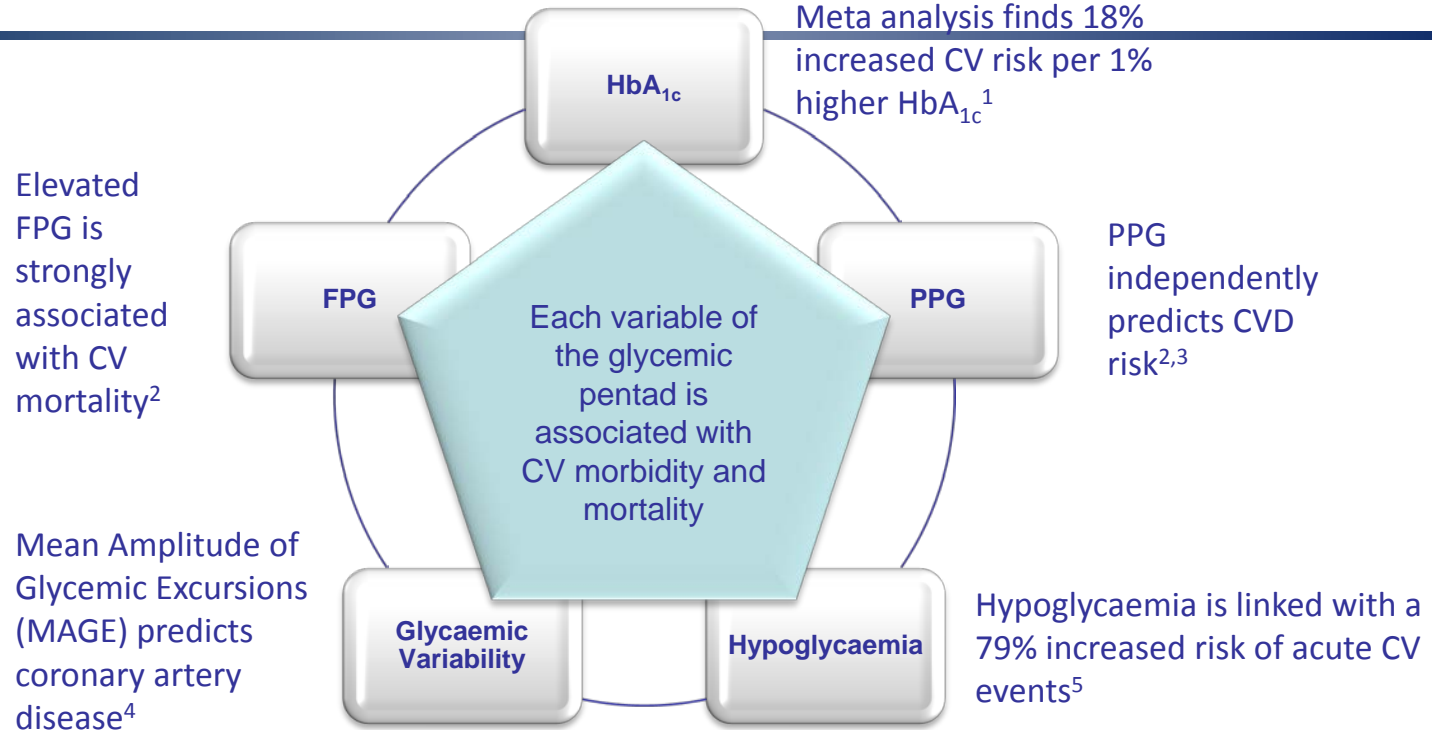 Meta analysis finds 18%
increased CV risk per 1%
higher HbA1c1
HbA1c
Elevated
FPG is
strongly
associated
with CV
mortality2
FPG
PPG
PPG
independently
predicts CVD
risk2,3
Each variable of
the glycemic
pentad is
associated with
CV morbidity and
mortality
Mean Amplitude of
Glycemic Excursions
(MAGE) predicts
coronary artery
disease4
Glycaemic
Variability
Hypoglycaemia
Hypoglycaemia is linked with a
79% increased risk of acute CV
events5